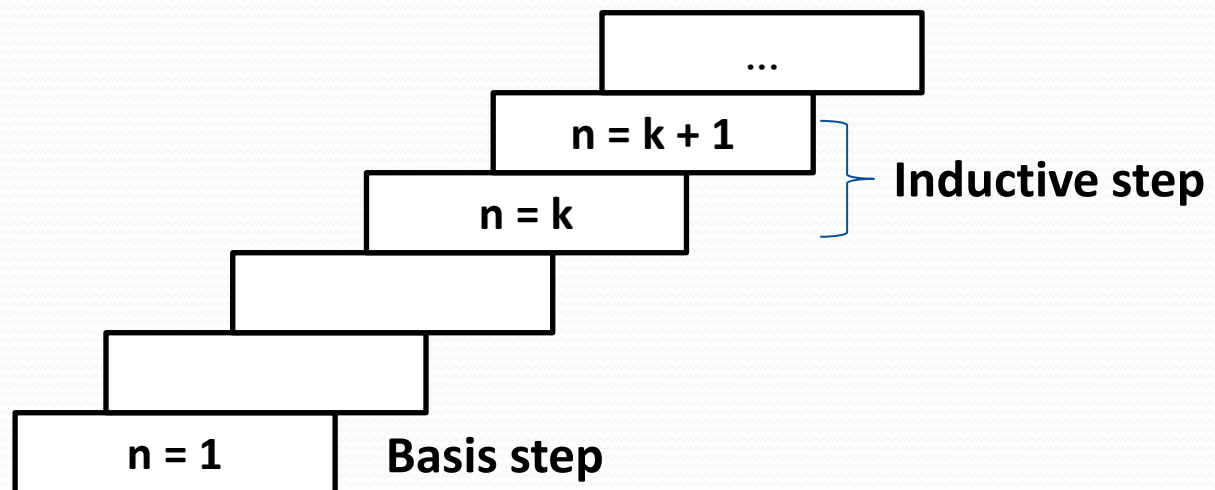 ...
n = k + 1
Inductive step
n = k
n = 1
Basis step